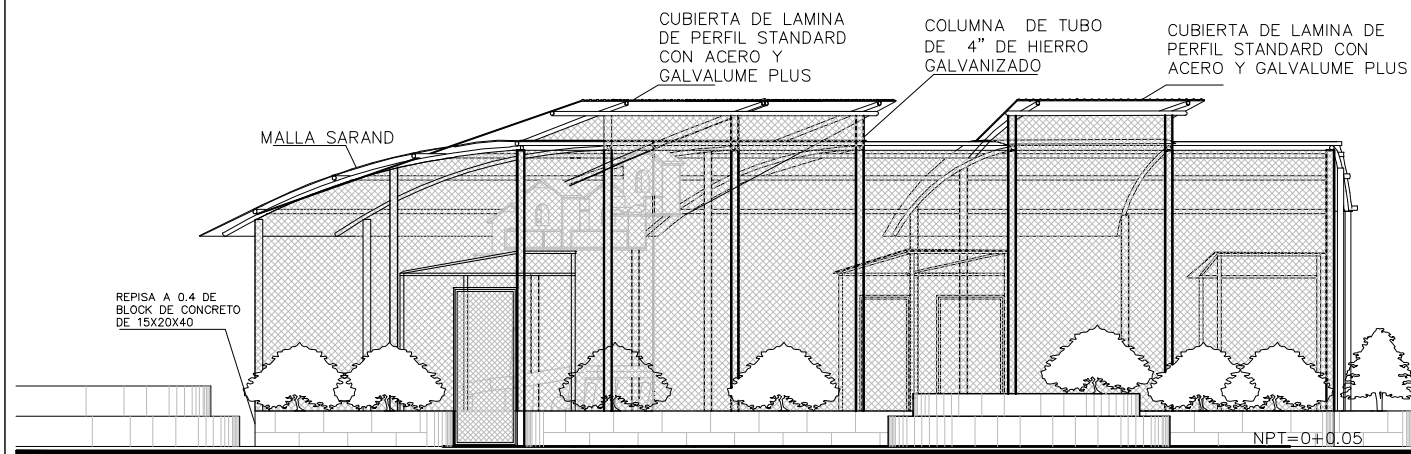 CUBIERTA DE LAMINA
DE PERFIL STANDARD
CON ACERO Y
GALVALUME PLUS
COLUMNA DE TUBO
DE 4" DE HIERRO
GALVANIZADO
CUBIERTA DE LAMINA DE
PERFIL STANDARD CON
ACERO Y GALVALUME PLUS
MALLA SARAND
REPISA A 0.4 DE
BLOCK DE CONCRETO
DE 15X20X40
NPT=0+0.05